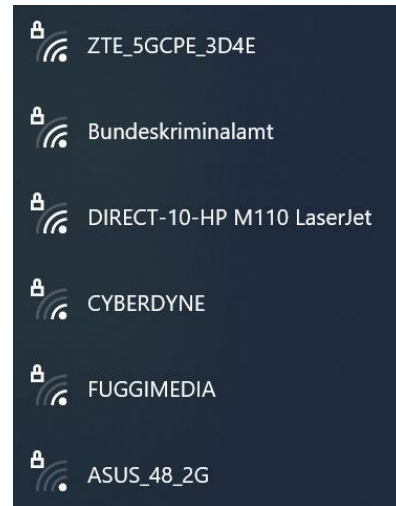 ZTE_5GCPE_3D4E
Bundeskriminalamt
DIRECT-10-HP M110 LaserJet
CYBERDYNE
FUGGIMEDIA
ASUS_48_2G